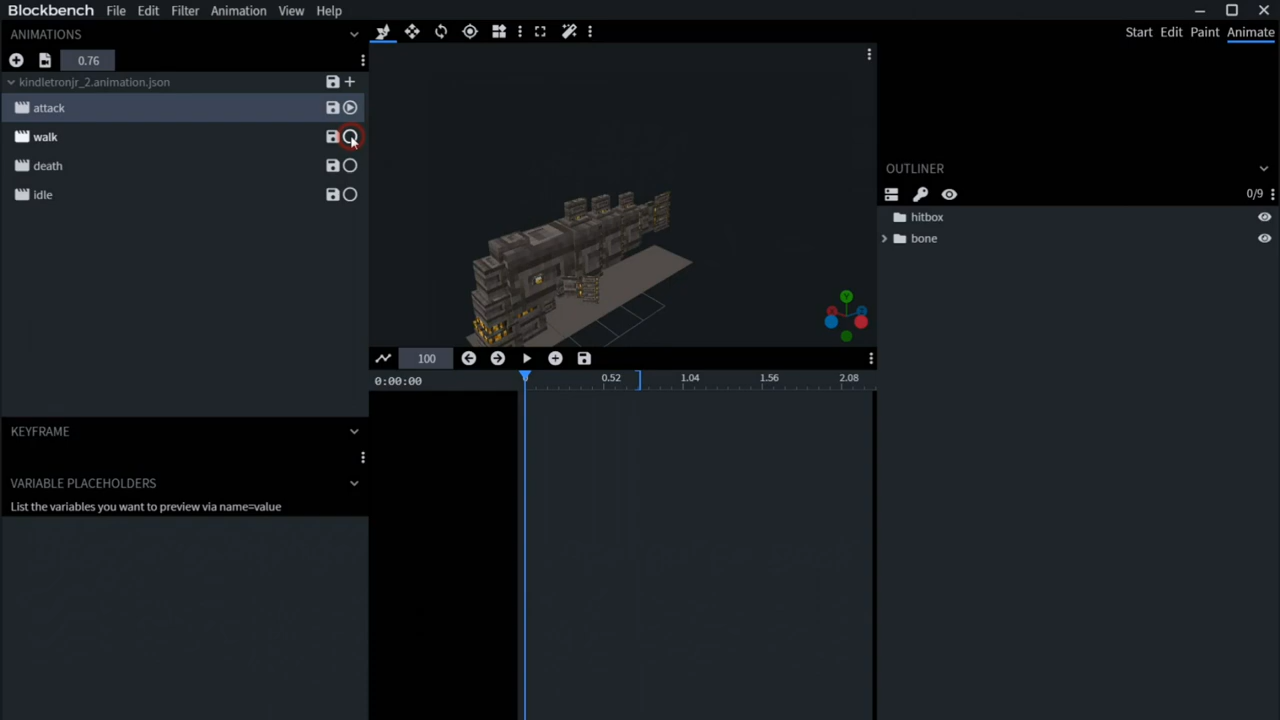 Blockbench File Edit Filter Animation View Help
ANIMATIONS
Start Edit Paint Animate
0.76
kindletronjr_2.animation.json
attack
walk
death
idle
OUTLINER
0/9
hitbox
bone
100
0:00:00
0 0.52 1.04 1.56 2.08
KEYFRAME
VARIABLE PLACEHOLDERS
List the variables you want to preview via name=value